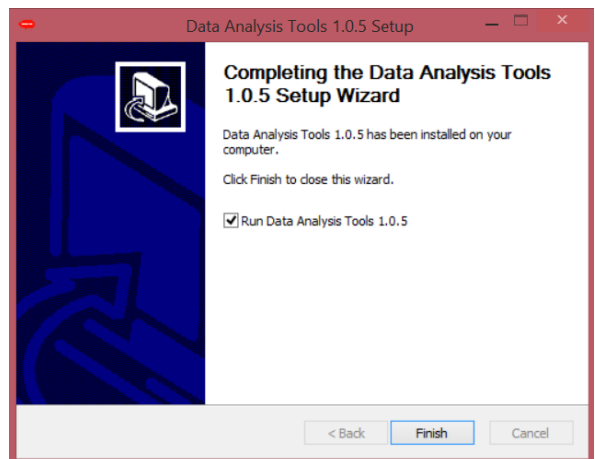 Data Analysis Tools 1.0.5 Setup
Completing the Data Analysis Tools
1.0.5 Setup Wizard
Data Analysis Tools 1.0.5 has been installed on your
computer.
Click Finish to close this wizard.
Run Data Analysis Tools 1.0.5
< Back Finish Cancel